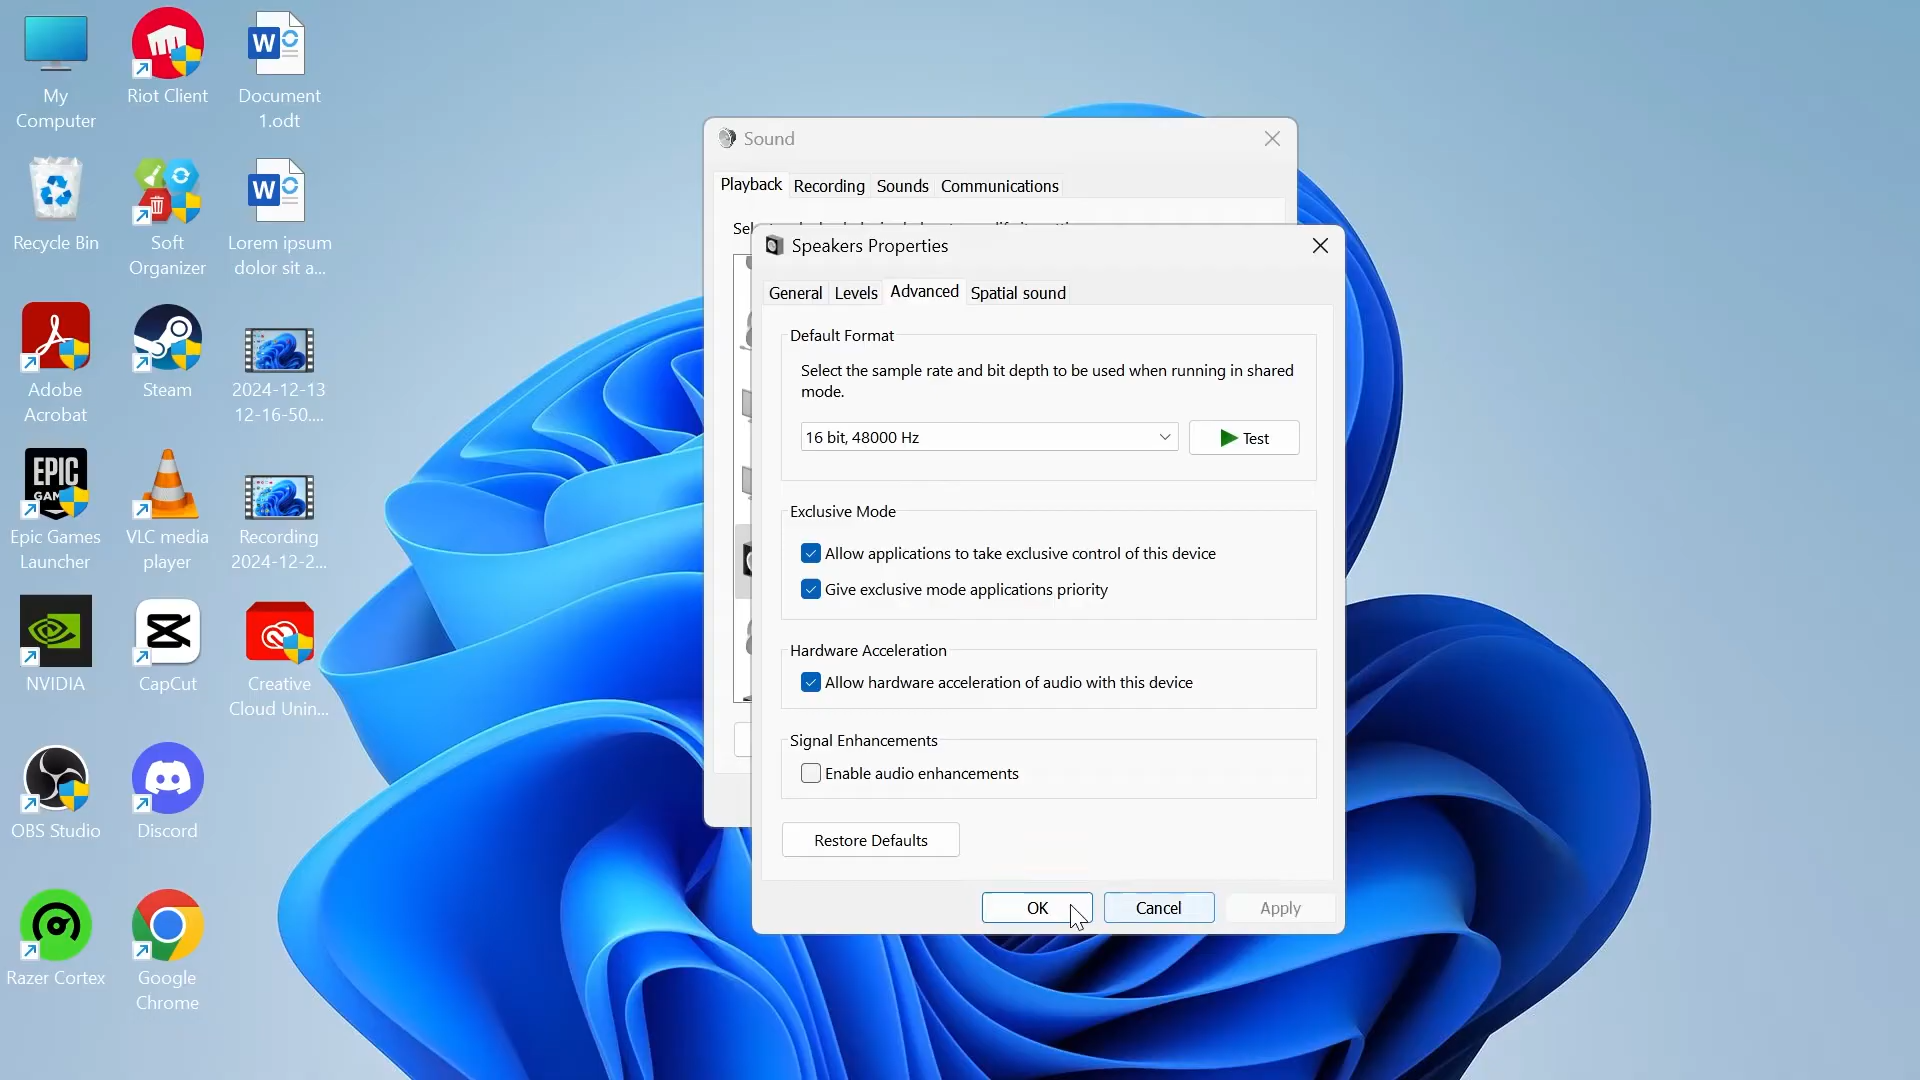 My
Computer
Riot Client
Document
1.odt
Recycle Bin
Soft
Organizer
Lorem ipsum
dolor sit a...
Adobe
Acrobat
Steam
2024-12-13
12-16-50....
EPIC
Epic Games
Launcher
VLC media
player
Recording
2024-12-2...
NVIDIA
CapCut
Creative
Cloud Unin...
OBS Studio
Discord
Razer Cortex
Google
Chrome
Sound
Playback
Recording
Sounds
Communications
Speakers Properties
General
Levels
Advanced
Spatial sound
Default Format
Select the sample rate and bit depth to be used when running in shared
mode.
16 bit, 48000 Hz
Test
Exclusive Mode
Allow applications to take exclusive control of this device
Give exclusive mode applications priority
Hardware Acceleration
Allow hardware acceleration of audio with this device
Signal Enhancements
Enable audio enhancements
Restore Defaults
OK
Cancel
Apply